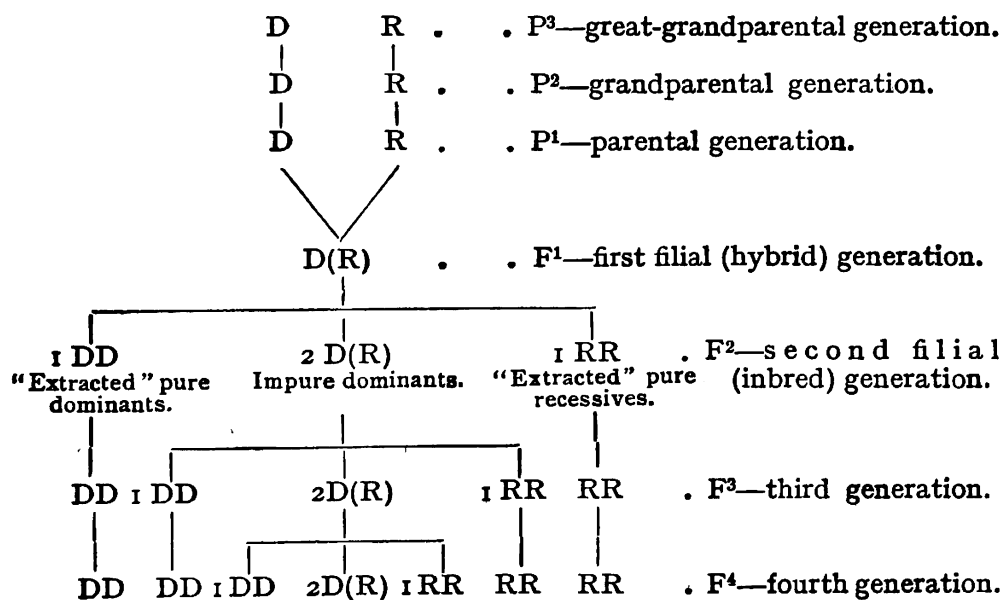 D R . . P³—great-grandparental generation.
D R . . P²—grandparental generation.
D R . . P¹—parental generation.
D(R) . . F¹—first filial (hybrid) generation.
1 DD 2 D(R) 1 RR . F²—second filial
"Extracted" pure Impure dominants. "Extracted" pure (inbred) generation.
dominants. recessives.
DD 1 DD 2D(R) 1 RR RR . F³—third generation.
DD DD 1 DD 2D(R) 1 RR RR RR . F⁴—fourth generation.